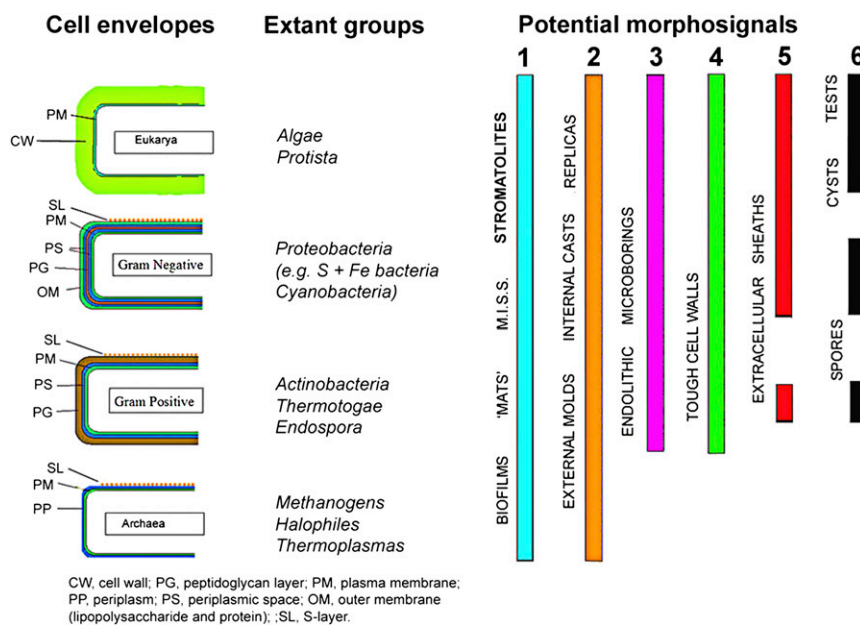 Cell envelopes
Extant groups
Potential morphosignals
1
2
3
4
5
6
PM
CW
Eukarya
Algae
Protista
SL
PM
PS
PG
OM
Gram Negative
Proteobacteria
(e.g. S + Fe bacteria
Cyanobacteria)
SL
PM
PS
PG
Gram Positive
Actinobacteria
Thermotogae
Endospora
SL
PM
PP
Archaea
Methanogens
Halophiles
Thermoplasmas
BIOFILMS 'MATS' M.I.S.S. STROMATOLITES
EXTERNAL MOLDS INTERNAL CASTS REPLICAS
ENDOLITHIC MICROBORINGS
TOUGH CELL WALLS
EXTRACELLULAR SHEATHS
SPORES CYSTS TESTS
CW, cell wall; PG, peptidoglycan layer; PM, plasma membrane;
PP, periplasm; PS, periplasmic space; OM, outer membrane
(lipopolysaccharide and protein); ;SL, S-layer.